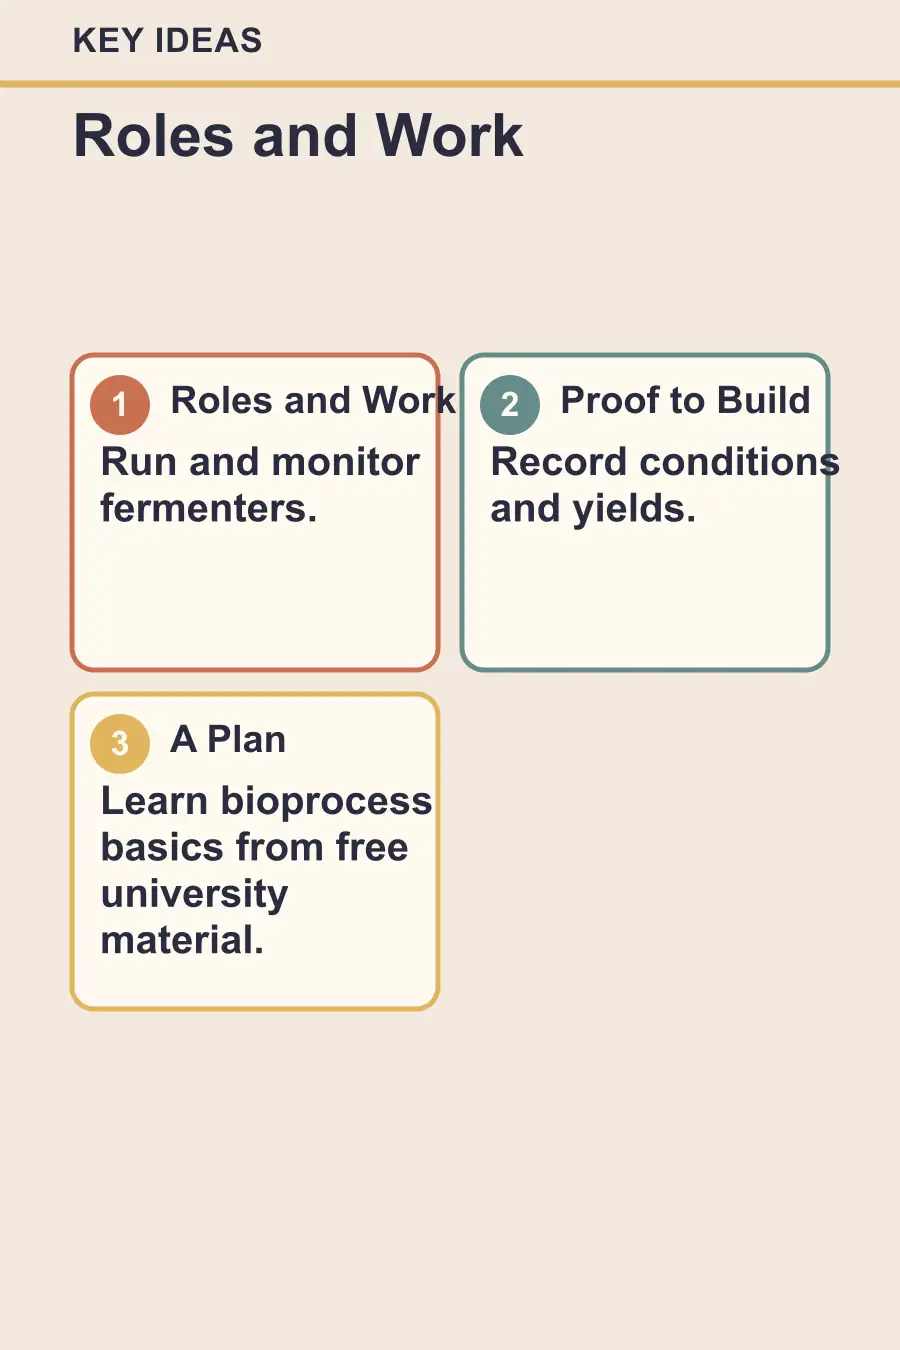 KEY IDEAS
Roles and Work
1
Roles and Work
Run and monitor
fermenters.
2
Proof to Build
Record conditions
and yields.
3
A Plan
Learn bioprocess
basics from free
university
material.